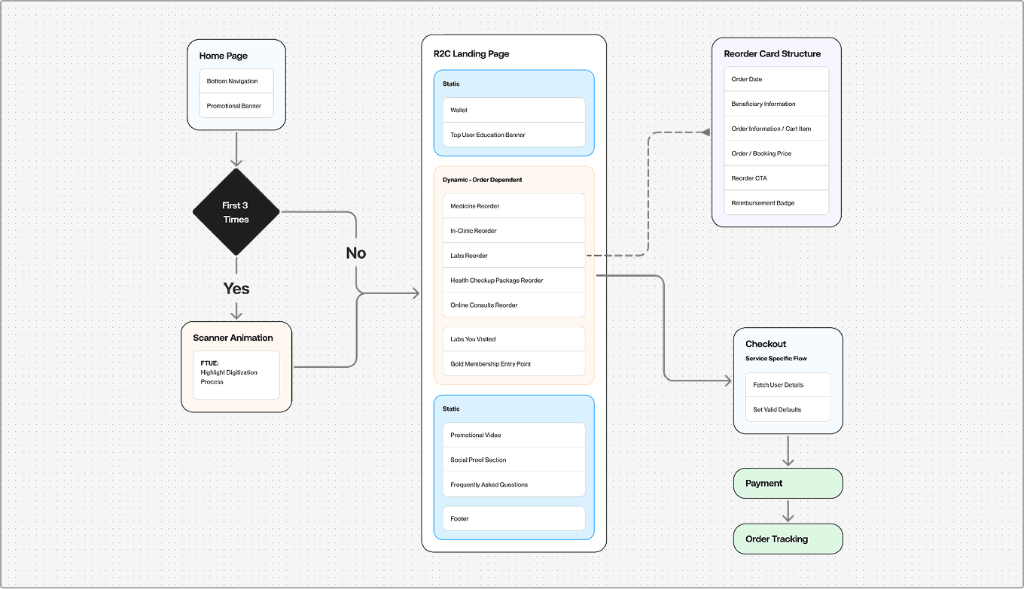 Home Page
Bottom Navigation
Promotional Banner
First 3
Times
No
Yes
Scanner Animation
FTUE:
Highlight Digitization
Process
R2C Landing Page
Static
Wallet
Top User Education Banner
Dynamic - Order Dependent
Medicine Reorder
In-Clinic Reorder
Labs Reorder
Health Checkup Package Reorder
Online Consults Reorder
Labs You Visited
Gold Membership Entry Point
Static
Promotional Video
Social Proof Section
Frequently Asked Questions
Footer
Reorder Card Structure
Order Date
Beneficiary Information
Order Information / Cart Item
Order / Booking Price
Reorder CTA
Reimbursement Badge
Checkout
Service Specific Flow
Fetch User Details
Set Valid Defaults
Payment
Order Tracking